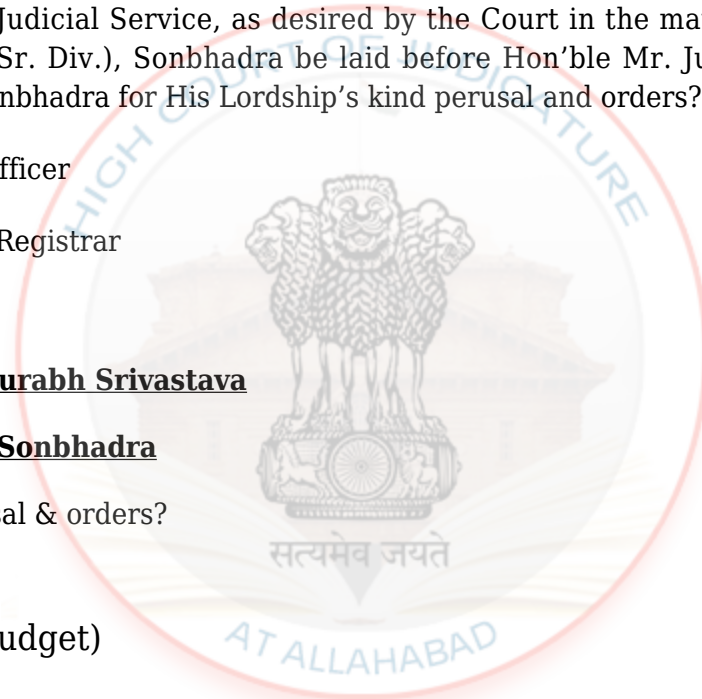 Judicial Service, as desired by the Court in the ma
Sr. Div.), Sonbhadra be laid before Hon’ble Mr. Ju
nbhadra for His Lordship’s kind perusal and orders?
fficer
Registrar
urabh Srivastava
Sonbhadra
sal & orders?
udget)
HIGH COURT OF JUDICATURE
सत्यमेव जयते
AT ALLAHABAD